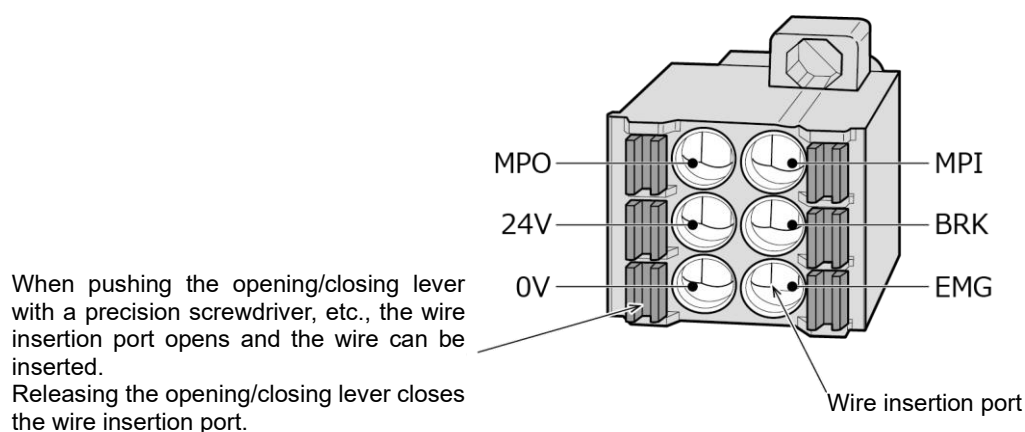 MPO
MPI
24V
BRK
0V
EMG
When pushing the opening/closing lever
with a precision screwdriver, etc., the wire
insertion port opens and the wire can be
inserted.
Releasing the opening/closing lever closes
the wire insertion port.
Wire insertion port